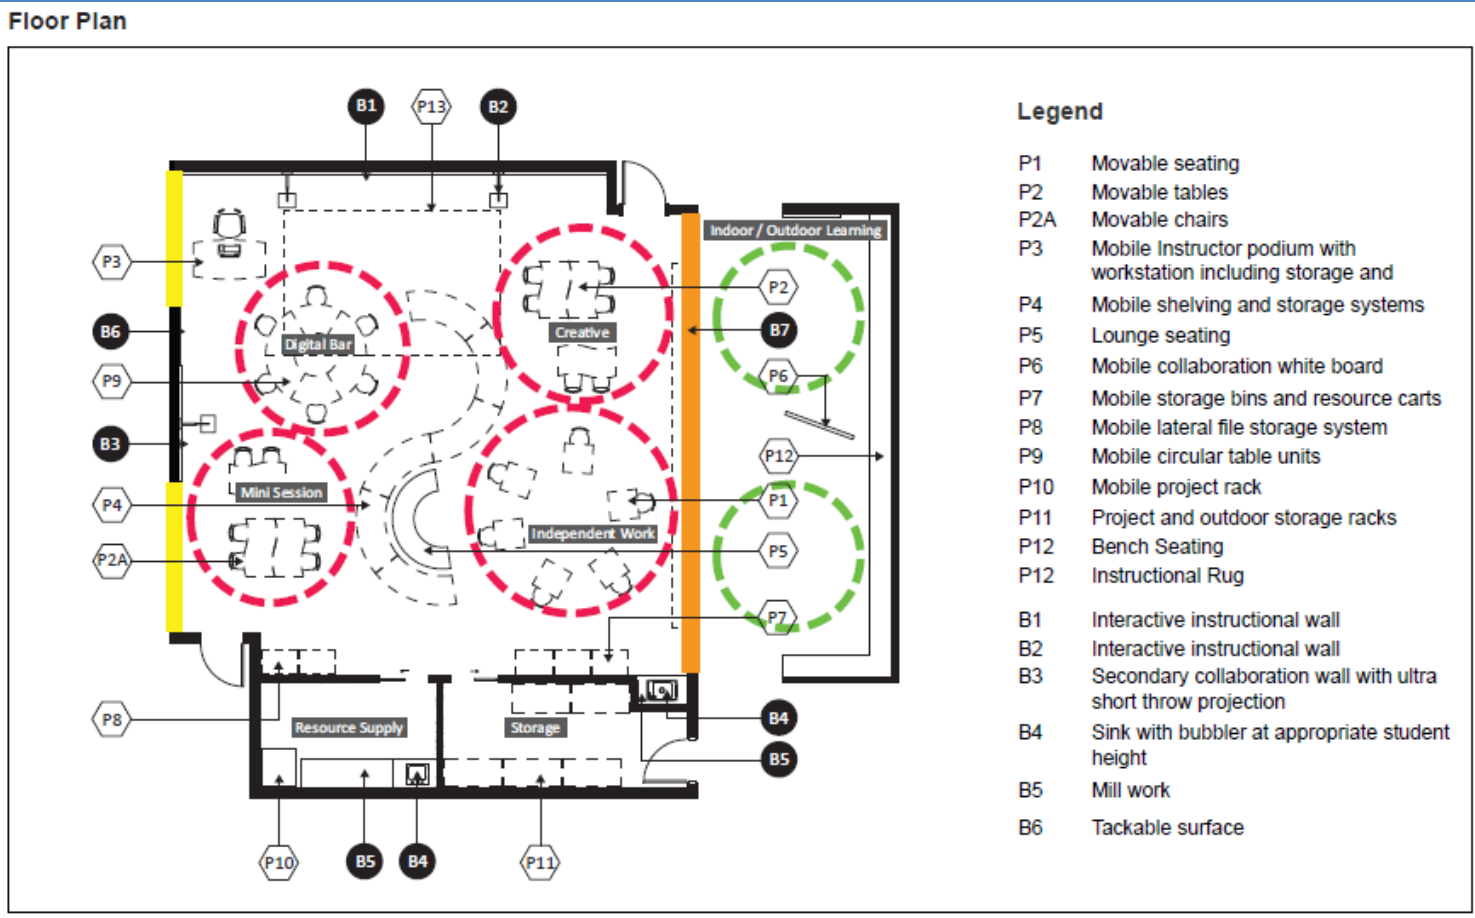 Floor Plan
B1
P13
B2
P3
B6
P9
B3
P4
P2A
P8
Indoor / Outdoor Learning
P2
Creative
Digital Bar
B7
P6
P12
Mini Session
P1
Independent Work
P5
P7
Resource Supply
Storage
B4
B5
P10
B5
B4
P11
Legend
P1 Movable seating
P2 Movable tables
P2A Movable chairs
P3 Mobile Instructor podium with
workstation including storage and
P4 Mobile shelving and storage systems
P5 Lounge seating
P6 Mobile collaboration white board
P7 Mobile storage bins and resource carts
P8 Mobile lateral file storage system
P9 Mobile circular table units
P10 Mobile project rack
P11 Project and outdoor storage racks
P12 Bench Seating
P12 Instructional Rug
B1 Interactive instructional wall
B2 Interactive instructional wall
B3 Secondary collaboration wall with ultra
short throw projection
B4 Sink with bubbler at appropriate student
height
B5 Mill work
B6 Tackable surface